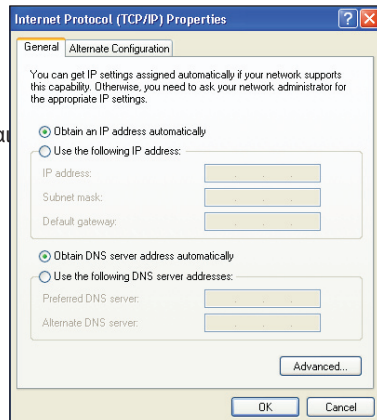 Internet Protocol (TCP/IP) Properties
General
Alternate Configuration
You can get IP settings assigned automatically if your network supports
this capability. Otherwise, you need to ask your network administrator for
the appropriate IP settings.
Obtain an IP address automatically
Use the following IP address:
IP address:
Subnet mask:
Default gateway:
Obtain DNS server address automatically
Use the following DNS server addresses:
Preferred DNS server:
Alternate DNS server:
Advanced...
OK
Cancel